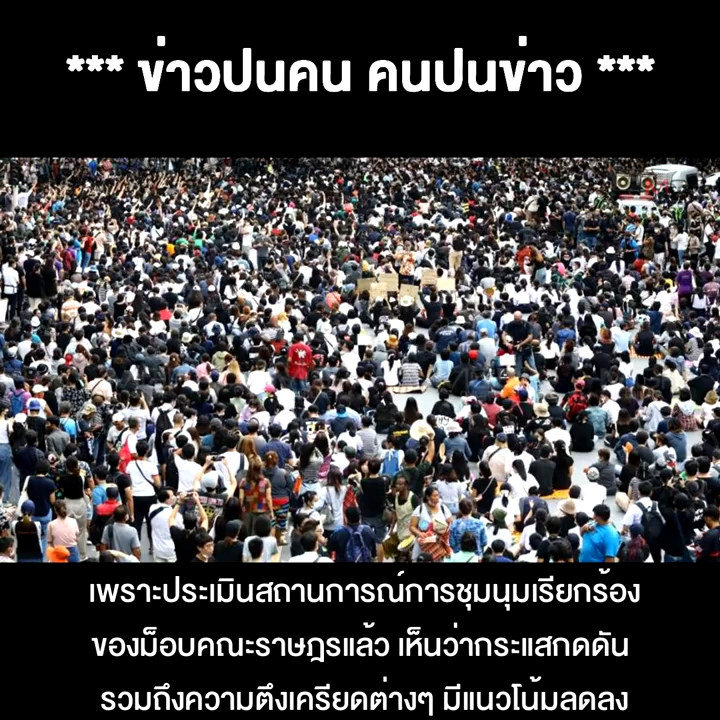 *** ข่าวปนคน คนปนข่าว ***
เพราะประเมินสถานการณ์การชุมนุมเรียกร้อง
ของม็อบคณะราษฎรแล้ว เห็นว่ากระแสกดดัน
รวมถึงความตึงเครียดต่างๆ มีแนวโน้มลดลง